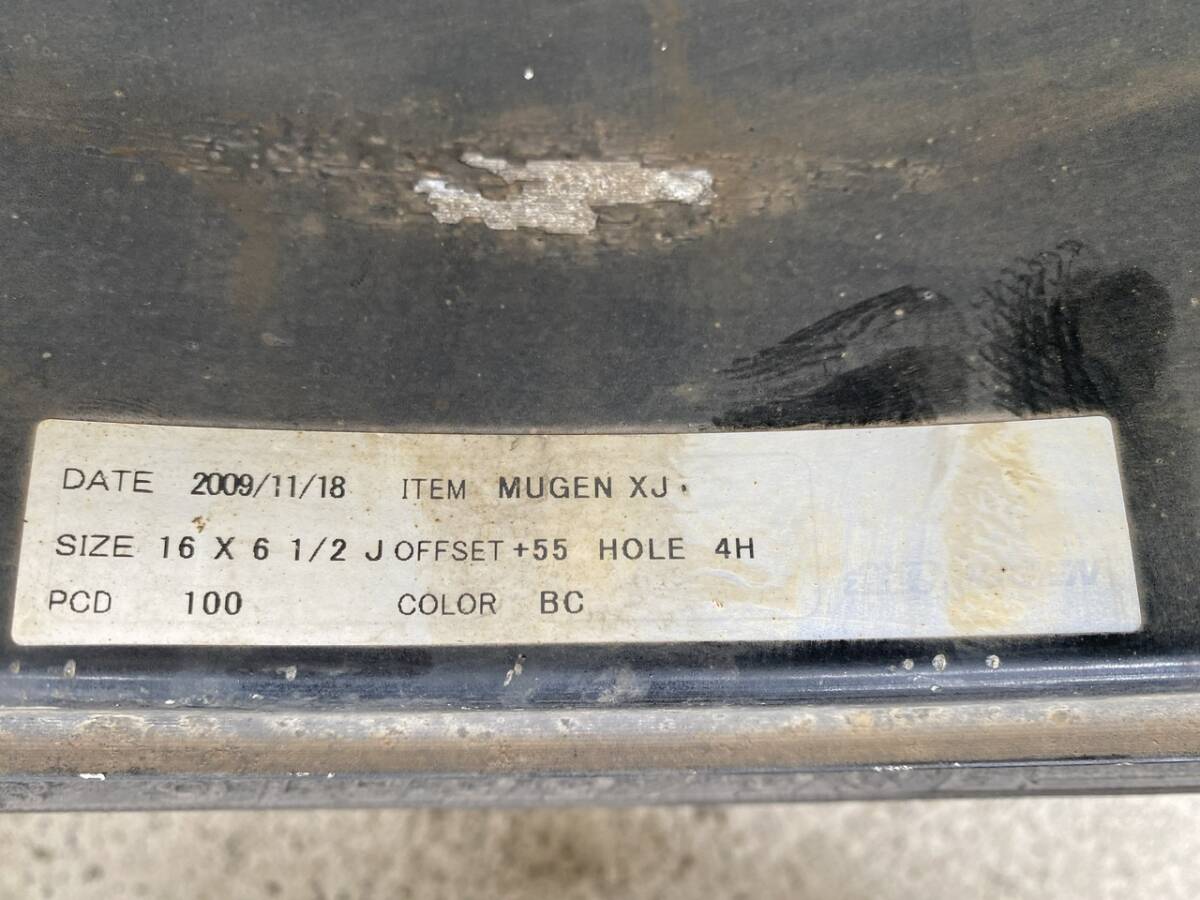 DATE 2009/11/18 ITEM MUGEN XJ
SIZE 16 X 6 1/2 J OFFSET +55 HOLE 4H
PCD 100 COLOR BC